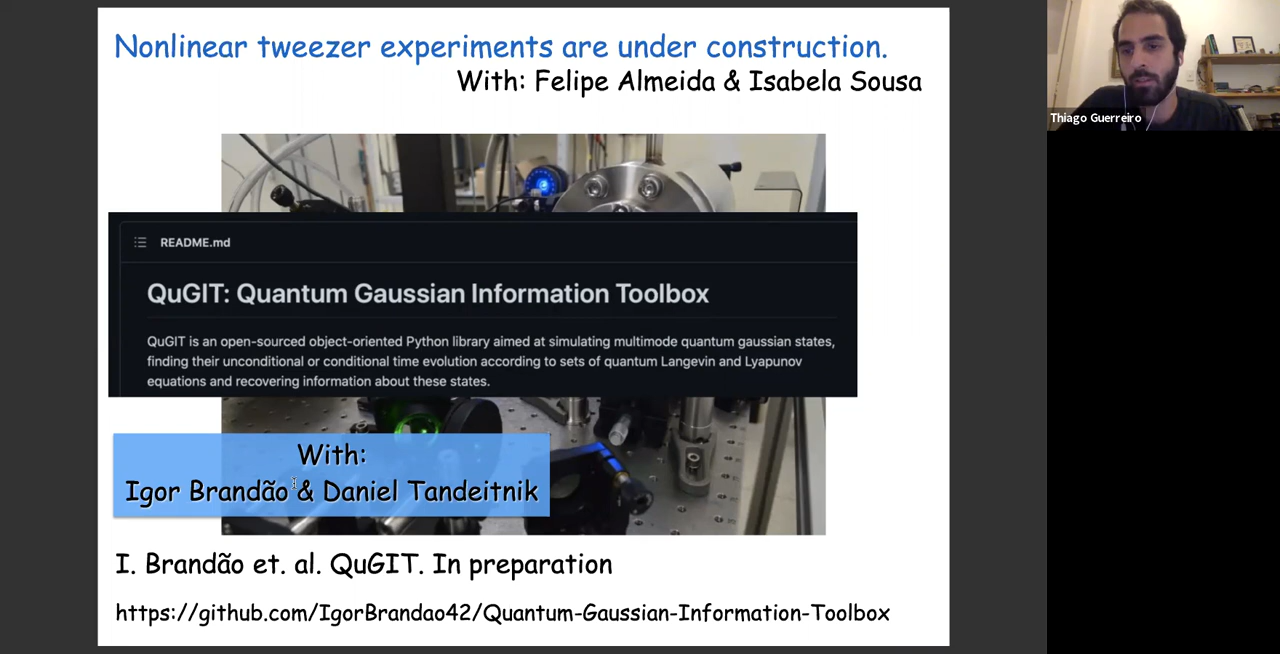 Nonlinear tweezer experiments are under construction.
With: Felipe Almeida & Isabela Sousa
Thiago Guerreiro
README.md
QuGIT: Quantum Gaussian Information Toolbox
QuGIT is an open-sourced object-oriented Python library aimed at simulating multimode quantum gaussian states,
finding their unconditional or conditional time evolution according to sets of quantum Langevin and Lyapunov
equations and recovering information about these states.
With:
Igor Brandão & Daniel Tandeitnik
I. Brandão et. al. QuGIT. In preparation
https://github.com/IgorBrandao42/Quantum-Gaussian-Information-Toolbox